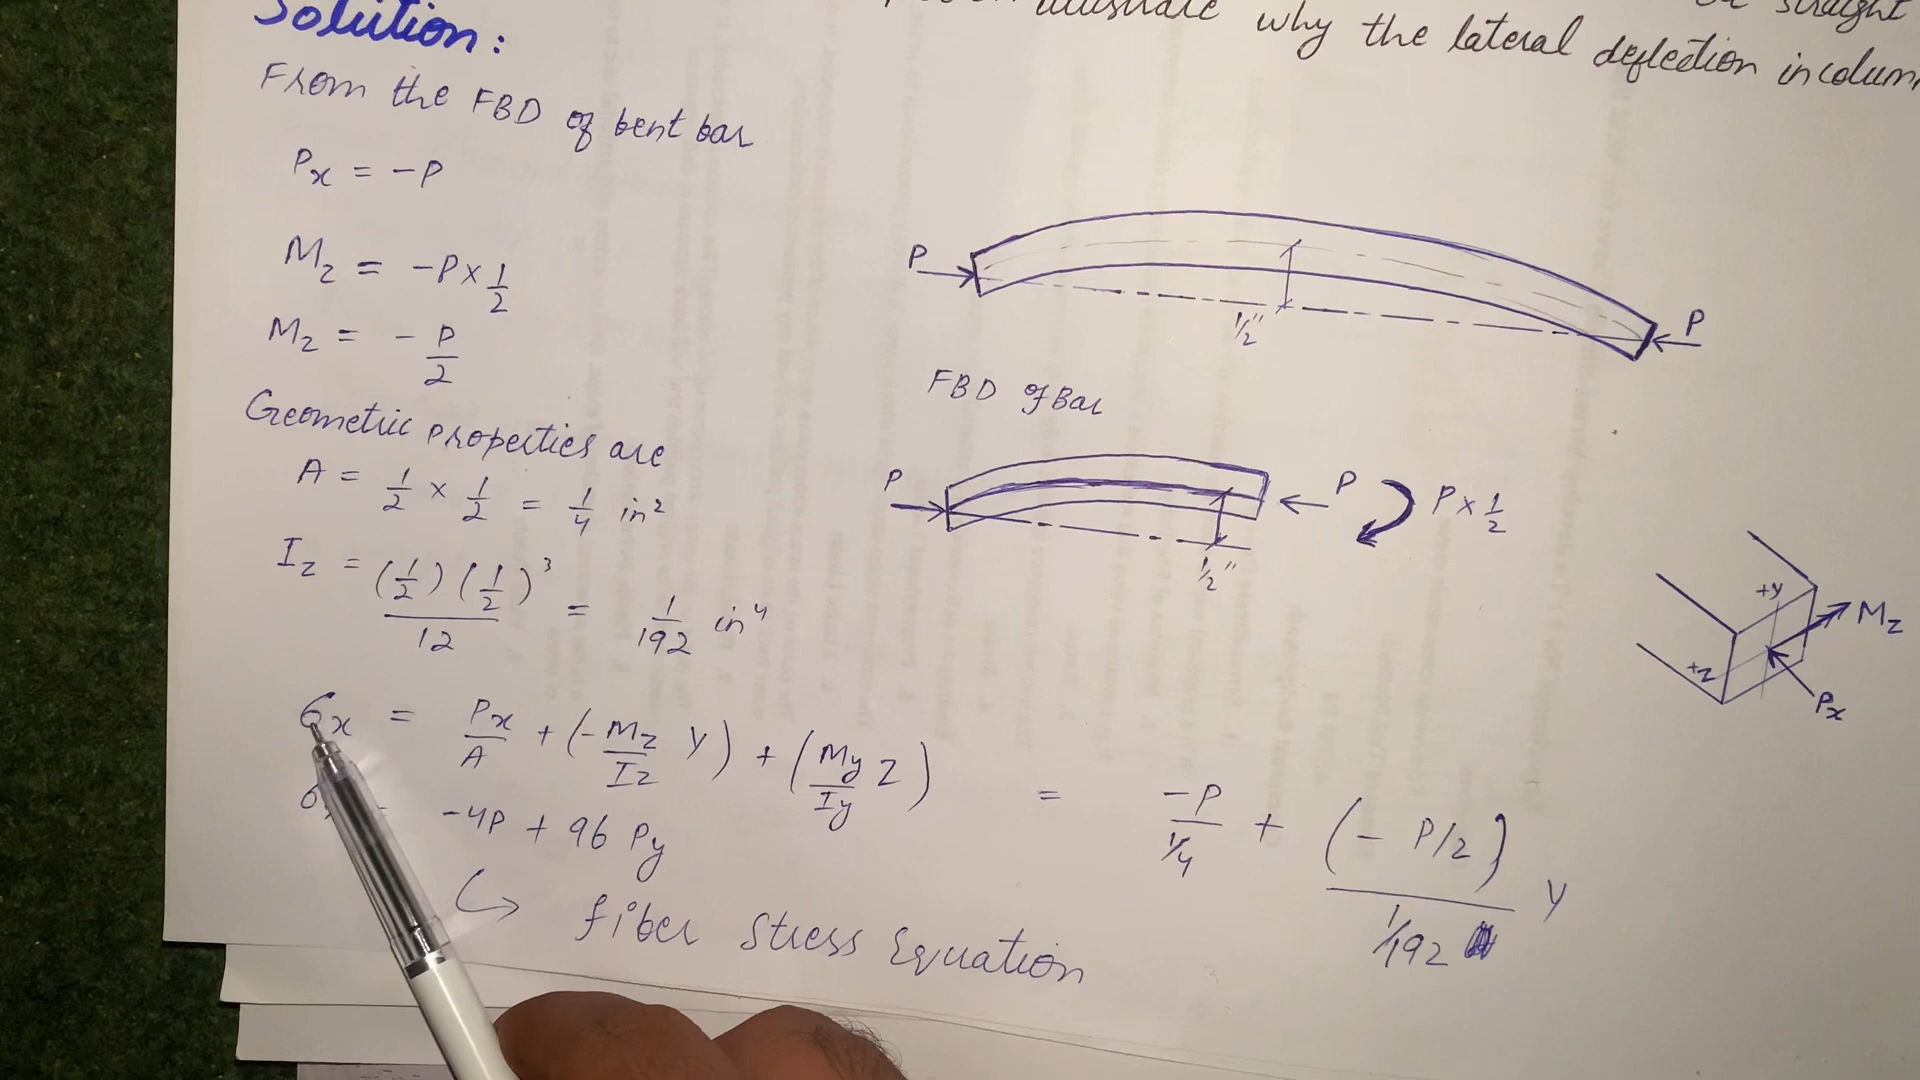 illustrate why the lateral deflection in colum
straight
Solution:
From the FBD of bent bar
Px = -P
Mz = -P x 1/2
Mz = - P/2
Geometric properties are
A = 1/2 x 1/2 = 1/4 in²
Iz = (1/2)(1/2)³/12 = 1/192 in⁴
σx = Px/A + (-Mz/Iz y) + (My/Iy z) = -P/(1/4) + (-P/2)/(1/192) y
σx = -4P + 96 Py
↳ fiber stress Equation
P
1/2"
P
FBD of Bar
P
P
P x 1/2
1/2"
+y
Mz
+z
Px